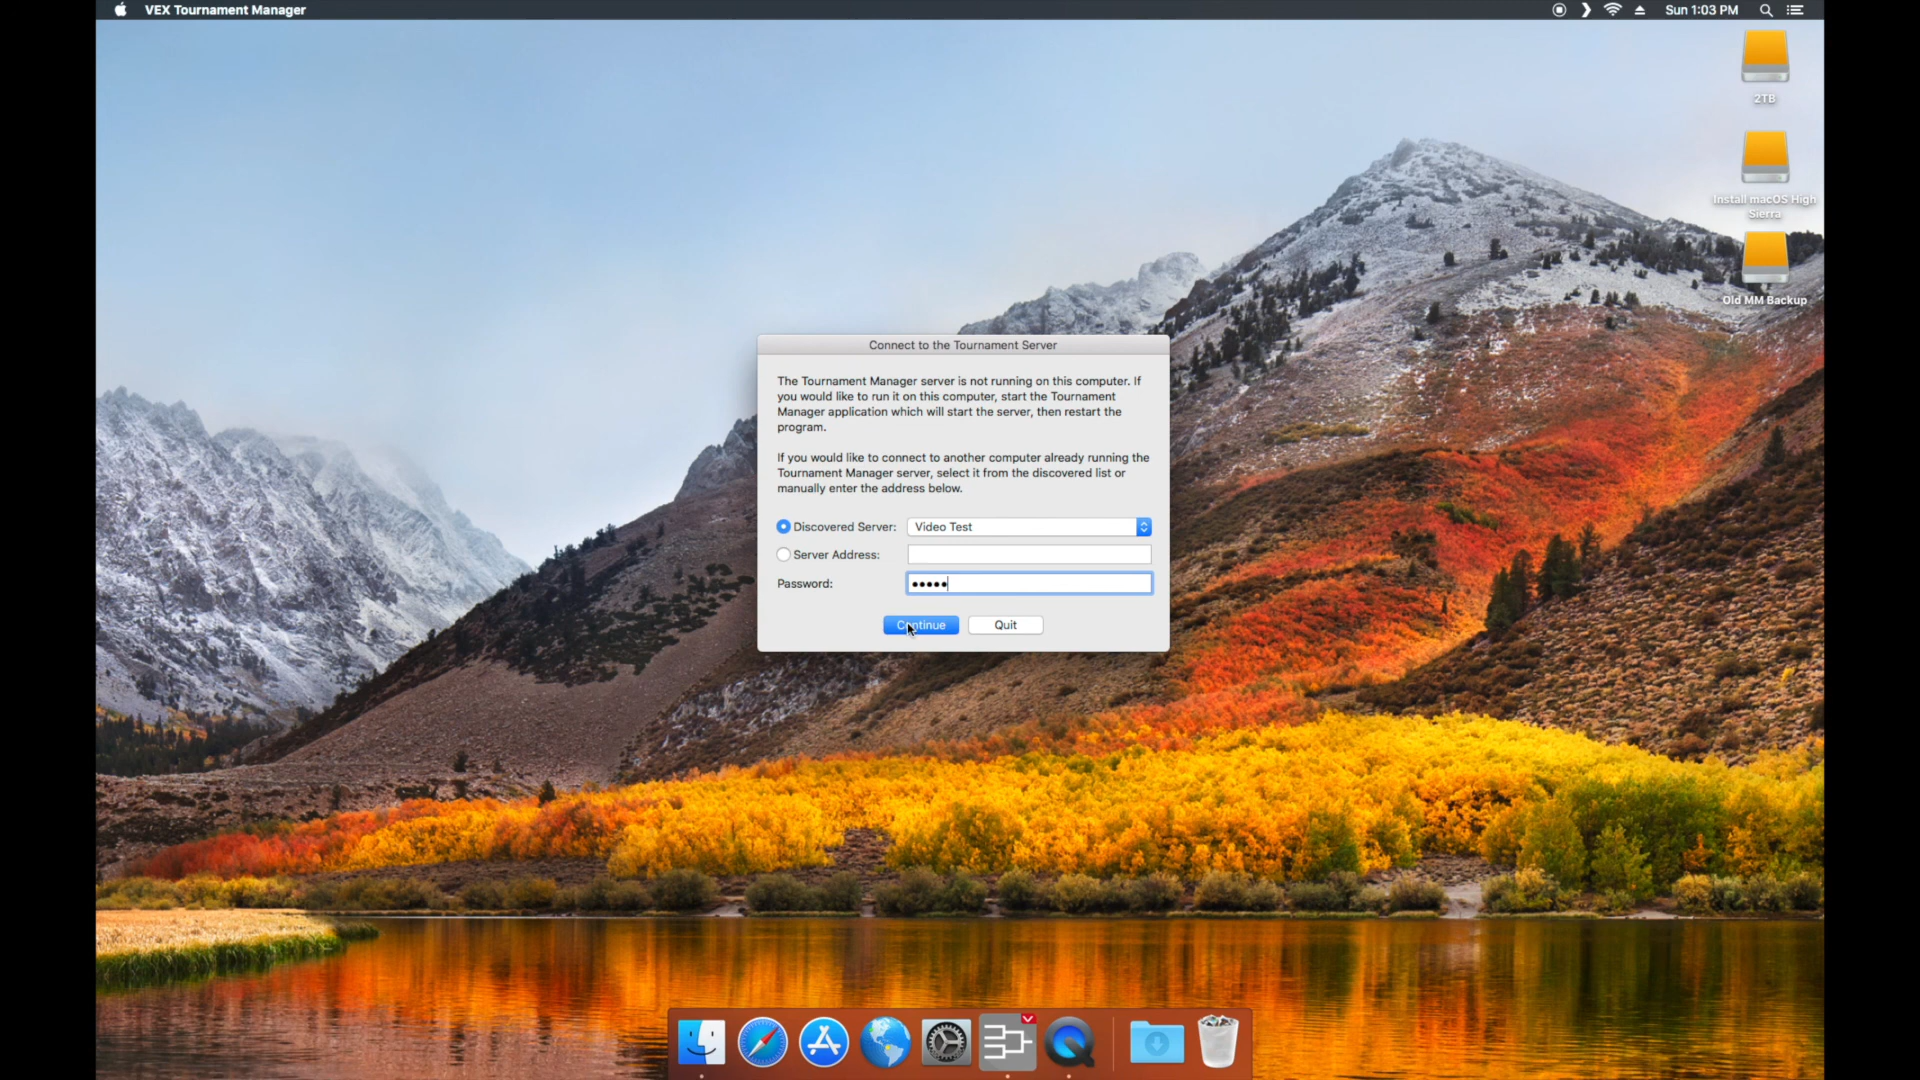 VEX Tournament Manager
Sun 1:03 PM
2TB
Install macOS High
Sierra
Old MM Backup
Connect to the Tournament Server
The Tournament Manager server is not running on this computer. If
you would like to run it on this computer, start the Tournament
Manager application which will start the server, then restart the
program.
If you would like to connect to another computer already running the
Tournament Manager server, select it from the discovered list or
manually enter the address below.
Discovered Server: Video Test
Server Address:
Password: •••••
Continue Quit